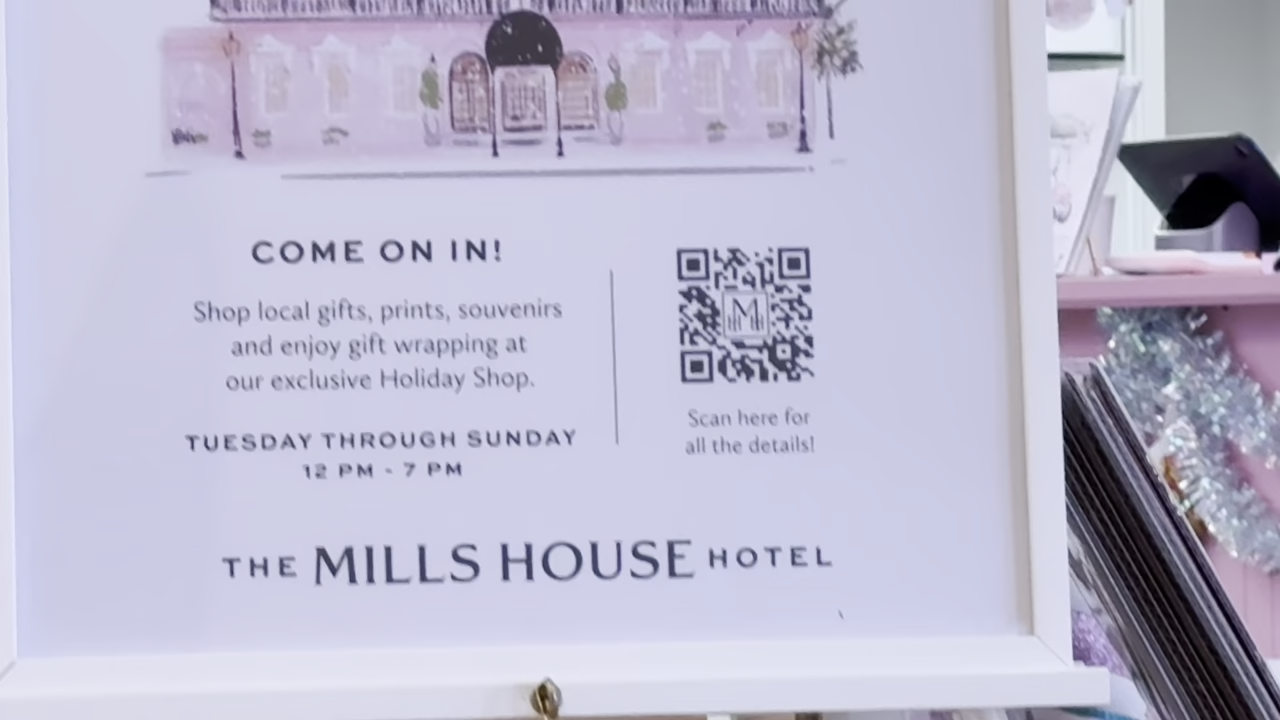 COME ON IN!
Shop local gifts, prints, souvenirs
and enjoy gift wrapping at
our exclusive Holiday Shop.
TUESDAY THROUGH SUNDAY
12 PM - 7 PM
M
Scan here for
all the details!
THE MILLS HOUSE HOTEL